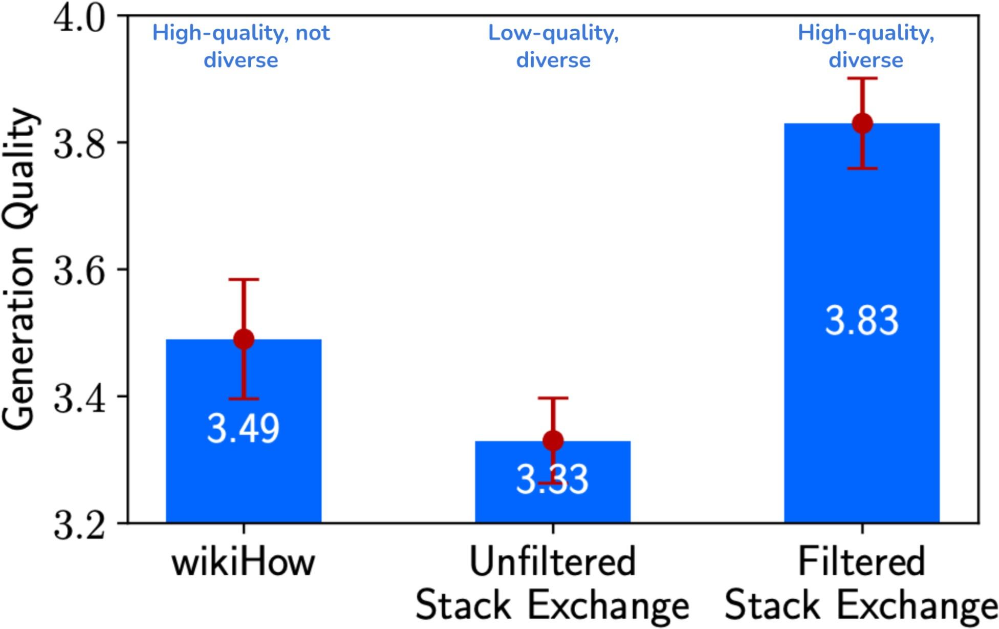 4.0
High-quality, not
diverse
Low-quality,
diverse
High-quality,
diverse
3.8
3.6
3.4
3.2
Generation Quality
3.49
3.33
3.83
wikiHow
Unfiltered
Stack Exchange
Filtered
Stack Exchange